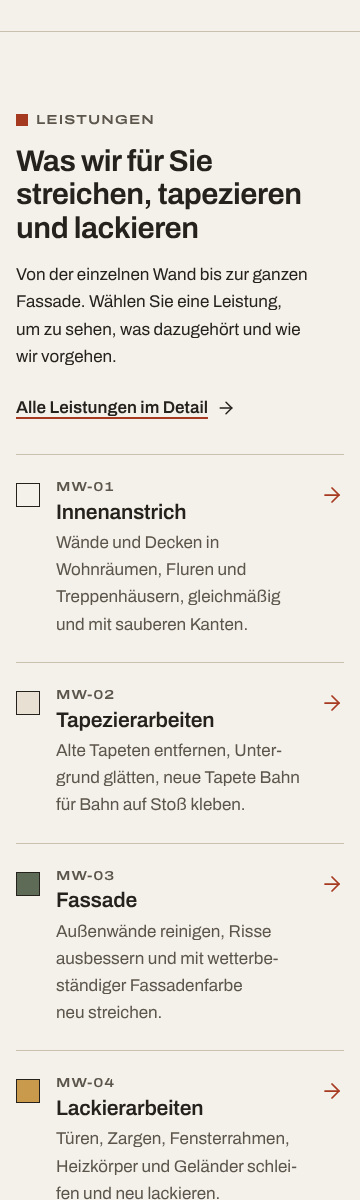 LEISTUNGEN
Was wir für Sie
streichen, tapezieren
und lackieren
Von der einzelnen Wand bis zur ganzen
Fassade. Wählen Sie eine Leistung,
um zu sehen, was dazugehört und wie
wir vorgehen.
Alle Leistungen im Detail →
MW-01
Innenanstrich
Wände und Decken in
Wohnräumen, Fluren und
Treppenhäusern, gleichmäßig
und mit sauberen Kanten.
MW-02
Tapezierarbeiten
Alte Tapeten entfernen, Unter-
grund glätten, neue Tapete Bahn
für Bahn auf Stoß kleben.
MW-03
Fassade
Außenwände reinigen, Risse
ausbessern und mit wetterbe-
ständiger Fassadenfarbe
neu streichen.
MW-04
Lackierarbeiten
Türen, Zargen, Fensterrahmen,
Heizkörper und Geländer schlei-
fen und neu lackieren.